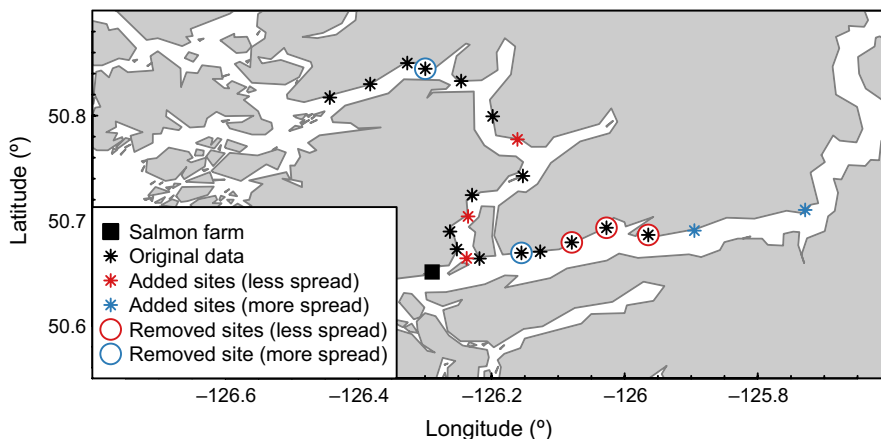 50.8
50.7
50.6
Latitude (º)
Salmon farm
Original data
Added sites (less spread)
Added sites (more spread)
Removed sites (less spread)
Removed site (more spread)
–126.6 –126.4 –126.2 –126 –125.8
Longitude (º)